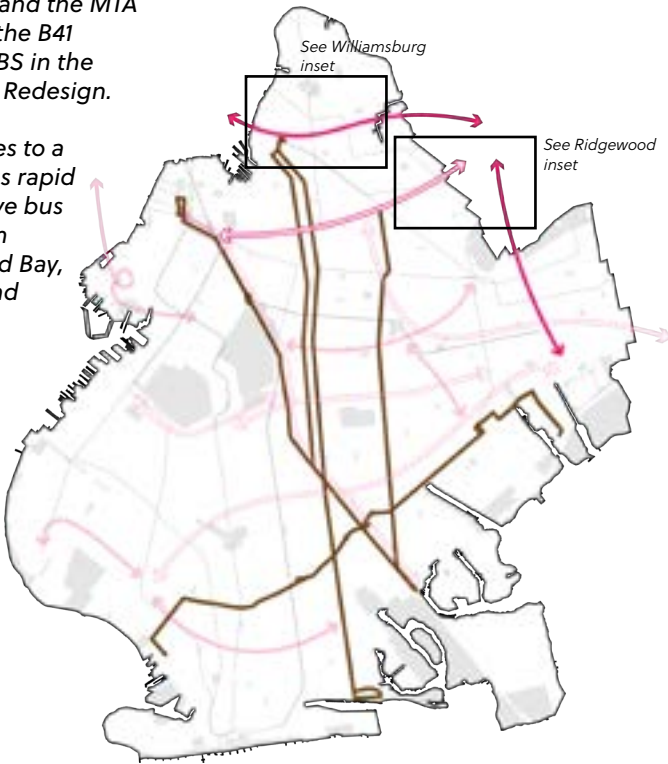 and the MTA
the B41
BS in the
Redesign.
es to a
s rapid
ve bus
n
d Bay,
nd
See Williamsburg
inset
See Ridgewood
inset